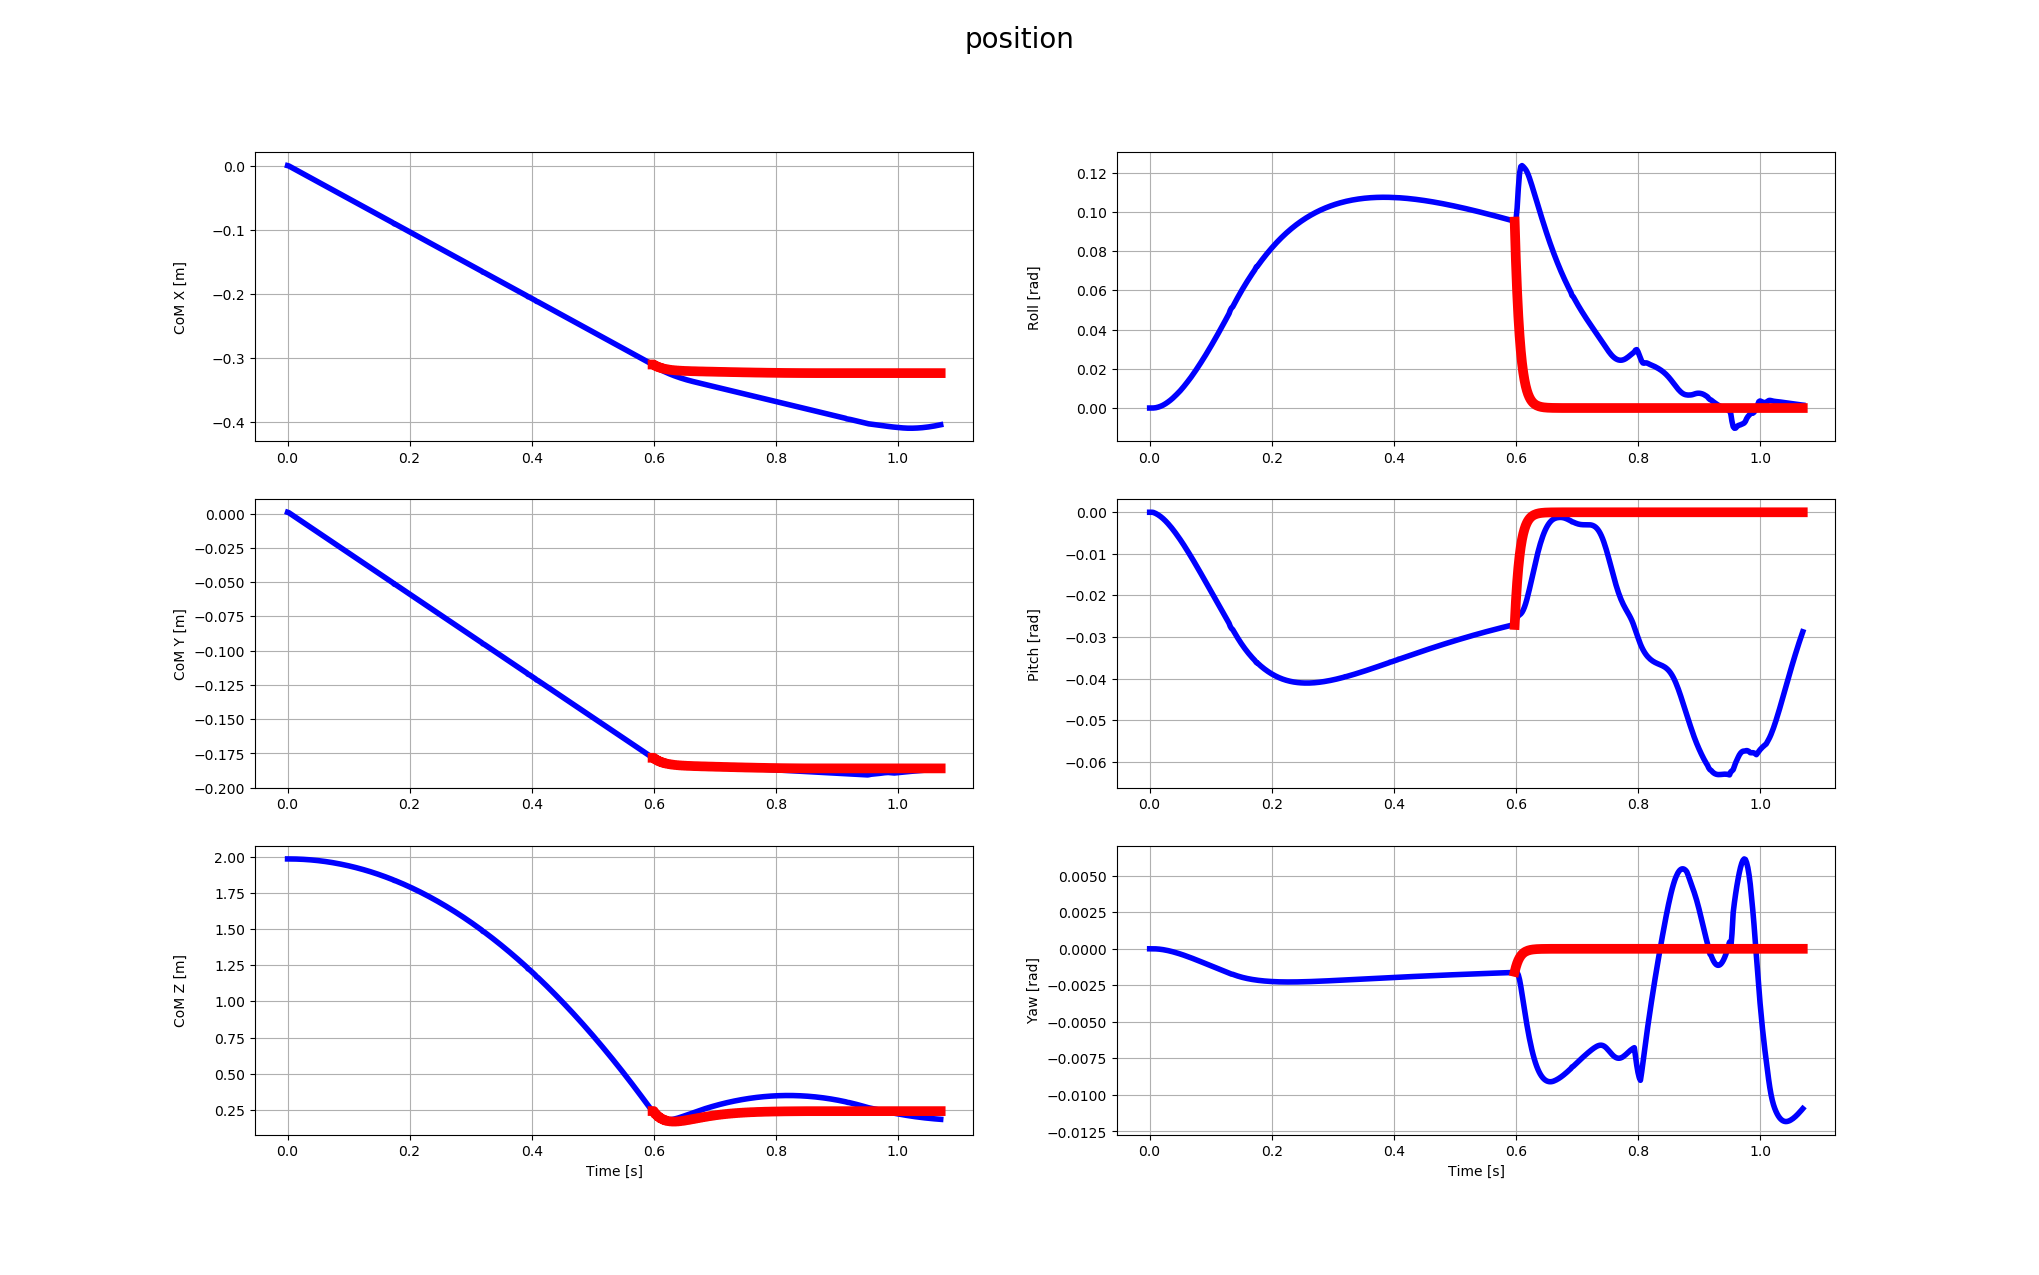 position
CoM X [m]
0.0
−0.1
−0.2
−0.3
−0.4
0.0 0.2 0.4 0.6 0.8 1.0
Roll [rad]
0.12
0.10
0.08
0.06
0.04
0.02
0.00
0.0 0.2 0.4 0.6 0.8 1.0
CoM Y [m]
0.000
−0.025
−0.050
−0.075
−0.100
−0.125
−0.150
−0.175
−0.200
0.0 0.2 0.4 0.6 0.8 1.0
Pitch [rad]
0.00
−0.01
−0.02
−0.03
−0.04
−0.05
−0.06
0.0 0.2 0.4 0.6 0.8 1.0
CoM Z [m]
2.00
1.75
1.50
1.25
1.00
0.75
0.50
0.25
0.0 0.2 0.4 0.6 0.8 1.0
Time [s]
Yaw [rad]
0.0050
0.0025
0.0000
−0.0025
−0.0050
−0.0075
−0.0100
−0.0125
0.0 0.2 0.4 0.6 0.8 1.0
Time [s]